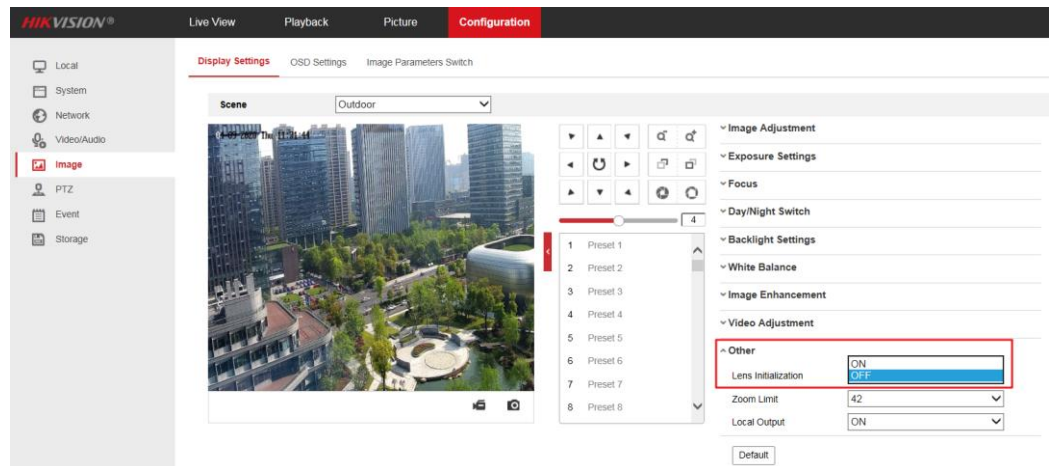 HIKVISION®
Live View
Playback
Picture
Configuration
Local
System
Network
Video/Audio
Image
PTZ
Event
Storage
Display Settings
OSD Settings
Image Parameters Switch
Scene
Outdoor
Thu
4
1 Preset 1
2 Preset 2
3 Preset 3
4 Preset 4
5 Preset 5
6 Preset 6
7 Preset 7
8 Preset 8
Image Adjustment
Exposure Settings
Focus
Day/Night Switch
Backlight Settings
White Balance
Image Enhancement
Video Adjustment
Other
ON
Lens Initialization
OFF
Zoom Limit
42
Local Output
ON
Default